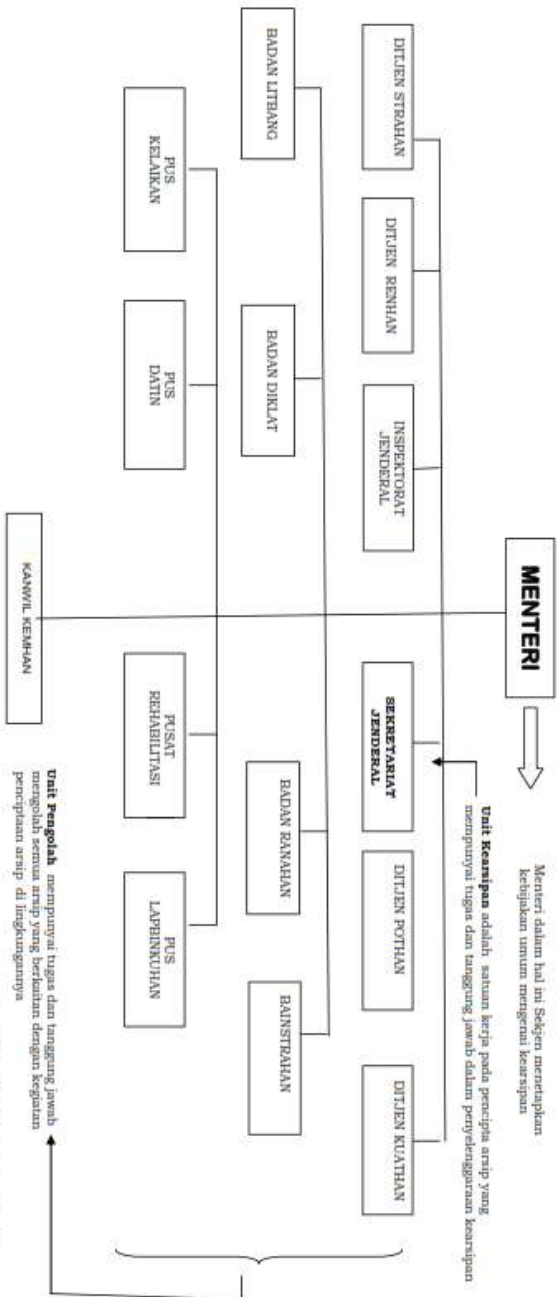 MENTERI
Menteri dalam hal ini Sekjen menetapkan
kebijakan umum mengenai kearsipan
Unit Kearsipan adalah satuan kerja pada pencipta arsip yang
mempunyai tugas dan tanggung jawab dalam penyelenggaraan kearsipan
DITJEN STRAHAN
DITJEN RENHAN
INSPEKTORAT
JENDERAL
SEKRETARIAT
JENDERAL
DITJEN POTHAN
DITJEN KUATHAN
BADAN LITBANG
BADAN DIKLAT
BADAN RANAHAN
BAINSTRAHAN
PUS
KELAIKAN
PUS
DATIN
PUSAT
REHABILITASI
PUS
LAPBINKUHAN
KANWIL KEMHAN
Unit Pengolah mempunyai tugas dan tanggung jawab
mengolah semua arsip yang berkaitan dengan kegiatan
penciptaan arsip di lingkungannya